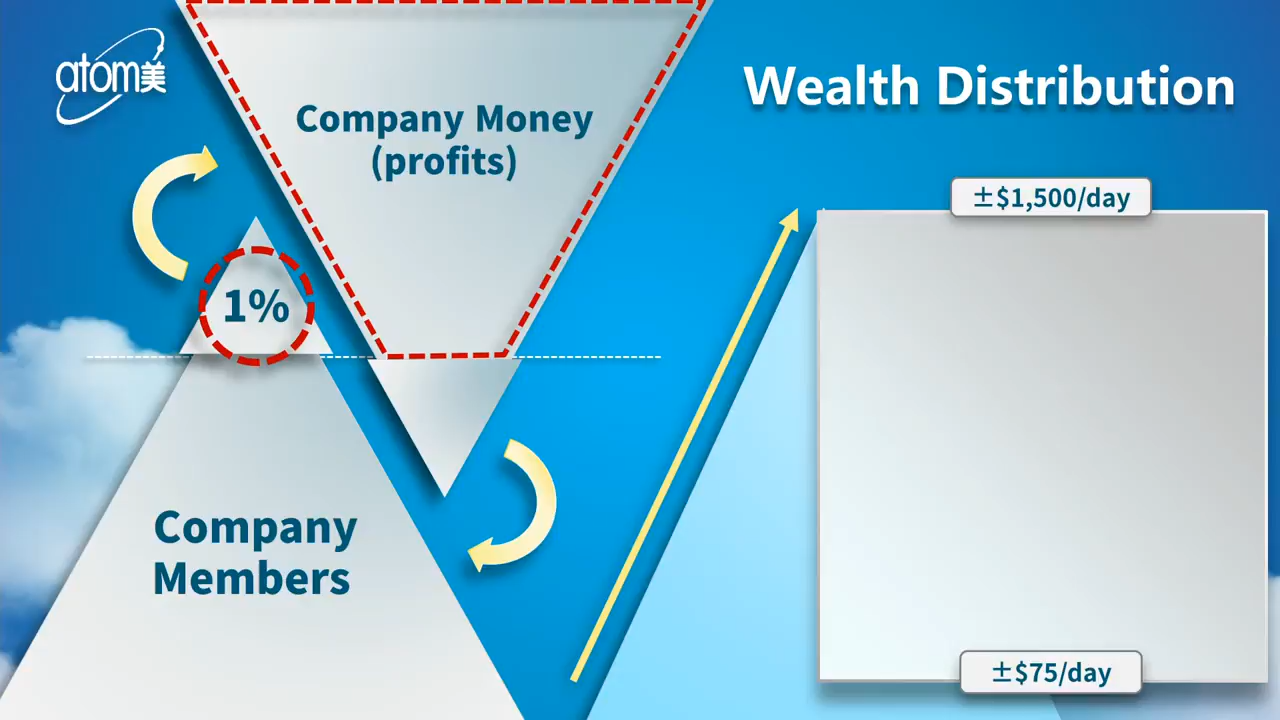 atom美
Wealth Distribution
Company Money
(profits)
±$1,500/day
1%
Company
Members
±$75/day